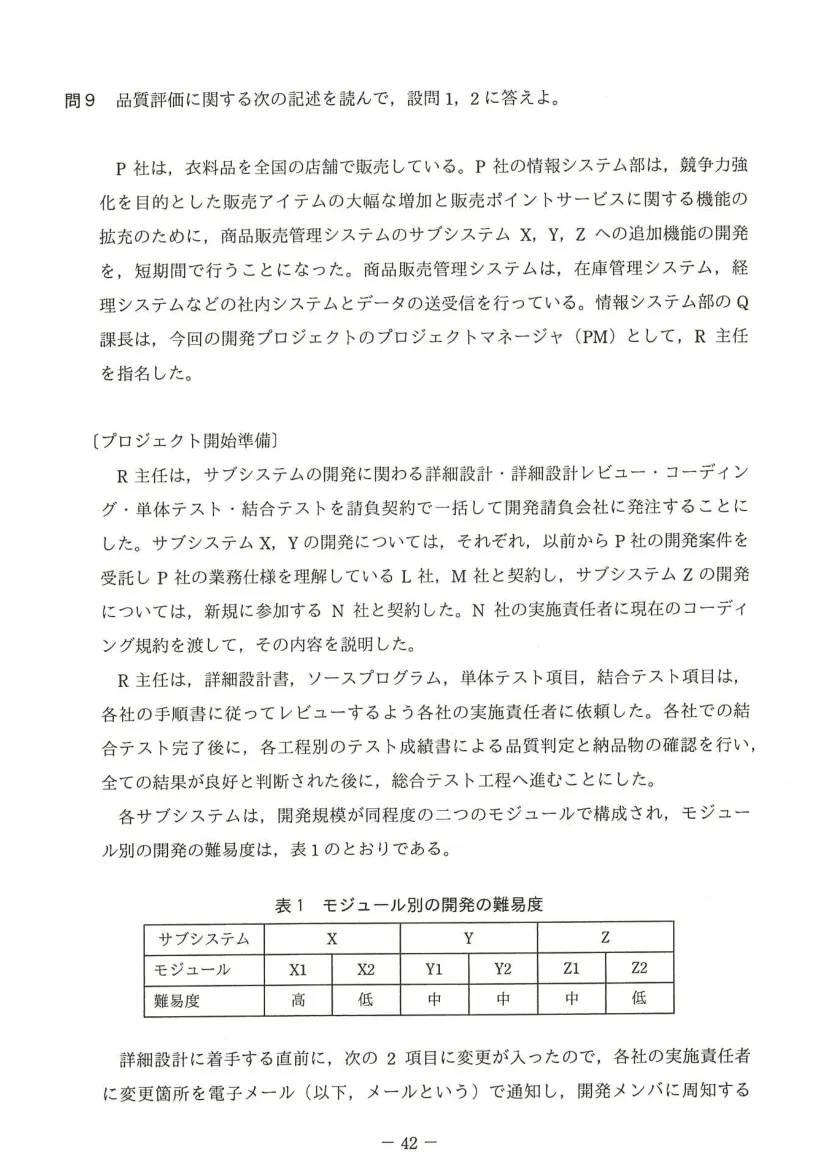 問9 品質評価に関する次の記述を読んで，設問1，2に答えよ。
P 社は，衣料品を全国の店舗で販売している。P 社の情報システム部は，競争力強
化を目的とした販売アイテムの大幅な増加と販売ポイントサービスに関する機能の
拡充のために，商品販売管理システムのサブシステム X，Y，Z への追加機能の開発
を，短期間で行うことになった。商品販売管理システムは，在庫管理システム，経
理システムなどの社内システムとデータの送受信を行っている。情報システム部の Q
課長は，今回の開発プロジェクトのプロジェクトマネージャ（PM）として，R 主任
を指名した。
〔プロジェクト開始準備〕
R 主任は，サブシステムの開発に関わる詳細設計・詳細設計レビュー・コーディン
グ・単体テスト・結合テストを請負契約で一括して開発請負会社に発注することに
した。サブシステム X，Y の開発については，それぞれ，以前から P 社の開発案件を
受託し P 社の業務仕様を理解している L 社，M 社と契約し，サブシステム Z の開発
については，新規に参加する N 社と契約した。N 社の実施責任者に現在のコーディ
ング規約を渡して，その内容を説明した。
R 主任は，詳細設計書，ソースプログラム，単体テスト項目，結合テスト項目は，
各社の手順書に従ってレビューするよう各社の実施責任者に依頼した。各社での結
合テスト完了後に，各工程別のテスト成績書による品質判定と納品物の確認を行い，
全ての結果が良好と判断された後に，総合テスト工程へ進むことにした。
各サブシステムは，開発規模が同程度の二つのモジュールで構成され，モジュー
ル別の開発の難易度は，表1のとおりである。
表1 モジュール別の開発の難易度
サブシステム X Y Z
モジュール X1 X2 Y1 Y2 Z1 Z2
難易度 高 低 中 中 中 低
詳細設計に着手する直前に，次の 2 項目に変更が入ったので，各社の実施責任者
に変更箇所を電子メール（以下，メールという）で通知し，開発メンバに周知する
− 42 −